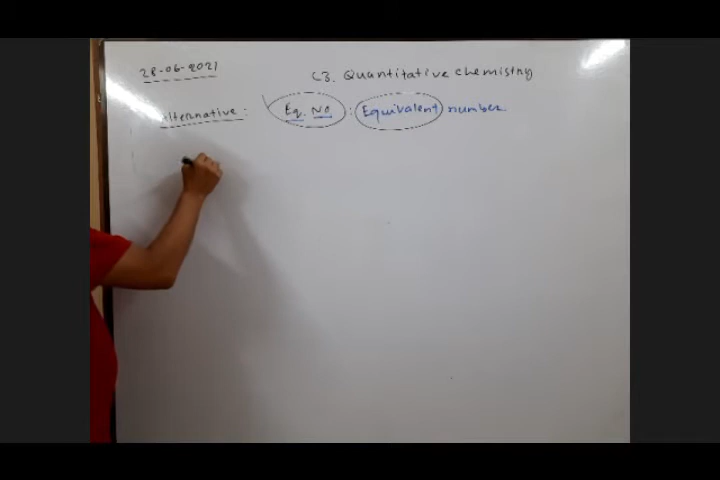 28-06-2021
C3. Quantitative chemistry
Alternative: Eq. No : Equivalent number